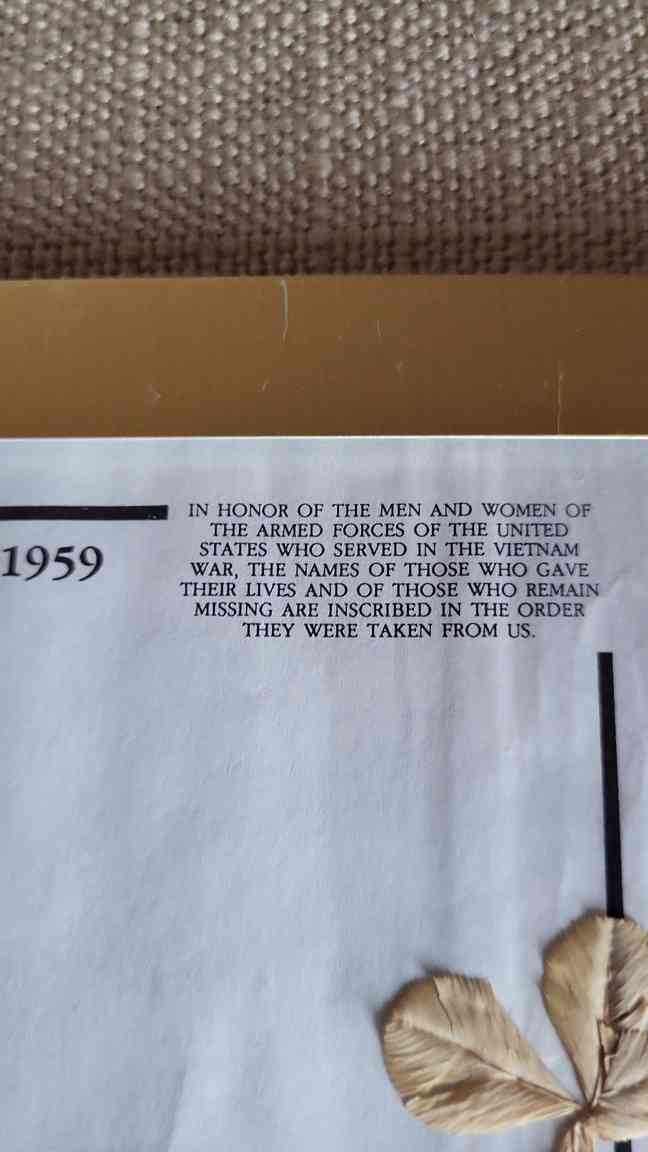 1959
IN HONOR OF THE MEN AND WOMEN OF
THE ARMED FORCES OF THE UNITED
STATES WHO SERVED IN THE VIETNAM
WAR, THE NAMES OF THOSE WHO GAVE
THEIR LIVES AND OF THOSE WHO REMAIN
MISSING ARE INSCRIBED IN THE ORDER
THEY WERE TAKEN FROM US.